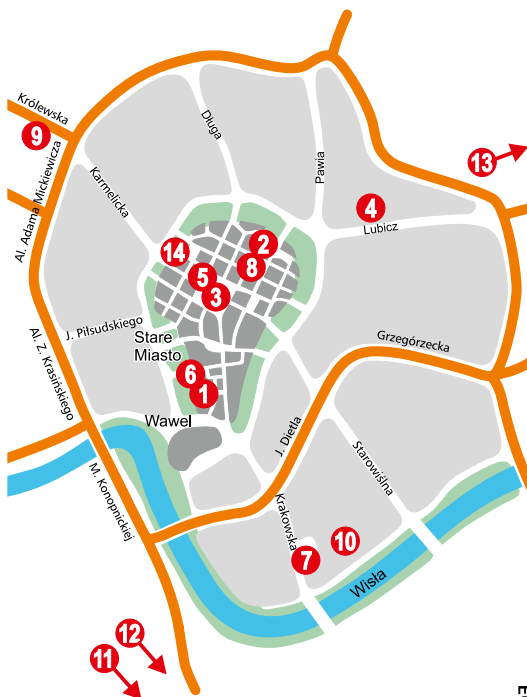 Królewska
9
Al. Adama Mickiewicza
Karmelicka
Długa
Pawia
13
4
Lubicz
14
2
8
5
3
J. Piłsudskiego
Stare
Miasto
Grzegórzecka
Al. Z. Krasińskiego
6
1
Wawel
J. Dietla
Starowiślna
M. Konopnickiej
Krakowska
10
7
Wisła
12
11